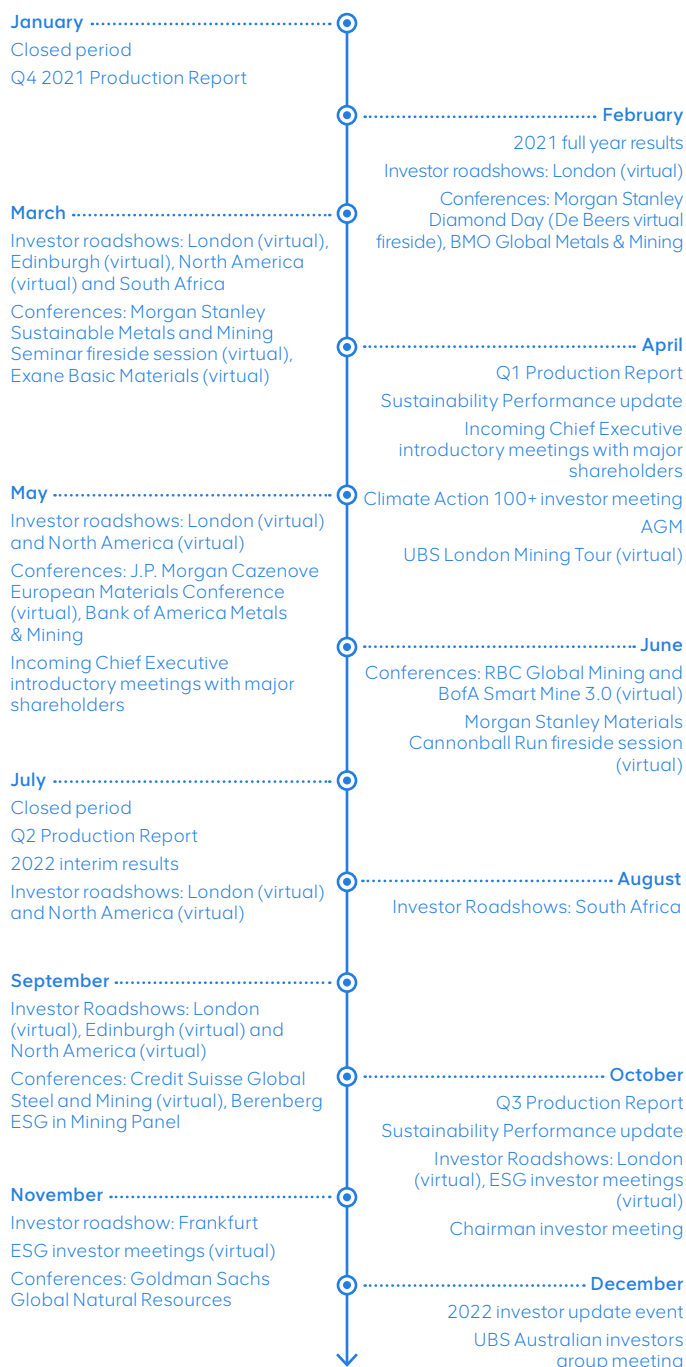 January
Closed period
Q4 2021 Production Report
February
2021 full year results
Investor roadshows: London (virtual)
Conferences: Morgan Stanley
Diamond Day (De Beers virtual
fireside), BMO Global Metals & Mining
March
Investor roadshows: London (virtual),
Edinburgh (virtual), North America
(virtual) and South Africa
Conferences: Morgan Stanley
Sustainable Metals and Mining
Seminar fireside session (virtual),
Exane Basic Materials (virtual)
April
Q1 Production Report
Sustainability Performance update
Incoming Chief Executive
introductory meetings with major
shareholders
Climate Action 100+ investor meeting
AGM
UBS London Mining Tour (virtual)
May
Investor roadshows: London (virtual)
and North America (virtual)
Conferences: J.P. Morgan Cazenove
European Materials Conference
(virtual), Bank of America Metals
& Mining
Incoming Chief Executive
introductory meetings with major
shareholders
June
Conferences: RBC Global Mining and
BofA Smart Mine 3.0 (virtual)
Morgan Stanley Materials
Cannonball Run fireside session
(virtual)
July
Closed period
Q2 Production Report
2022 interim results
Investor roadshows: London (virtual)
and North America (virtual)
August
Investor Roadshows: South Africa
September
Investor Roadshows: London
(virtual), Edinburgh (virtual) and
North America (virtual)
Conferences: Credit Suisse Global
Steel and Mining (virtual), Berenberg
ESG in Mining Panel
October
Q3 Production Report
Sustainability Performance update
Investor Roadshows: London
(virtual), ESG investor meetings
(virtual)
Chairman investor meeting
November
Investor roadshow: Frankfurt
ESG investor meetings (virtual)
Conferences: Goldman Sachs
Global Natural Resources
December
2022 investor update event
UBS Australian investors
group meeting